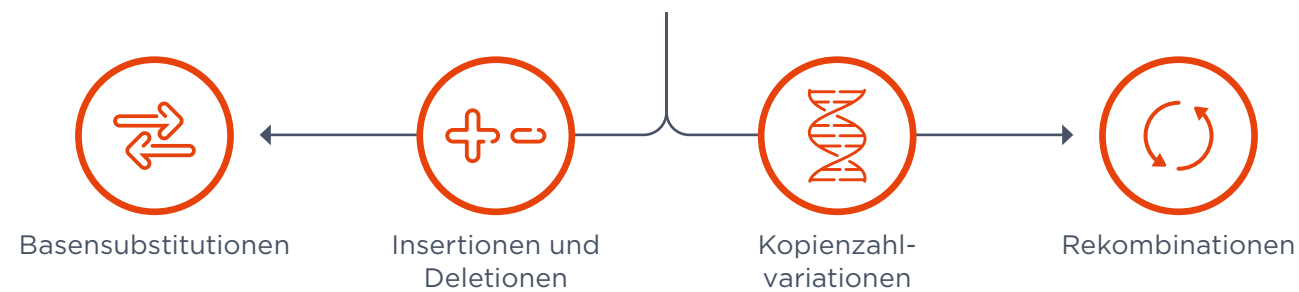 Basensubstitutionen
Insertionen und
Deletionen
Kopienzahl-
variationen
Rekombinationen